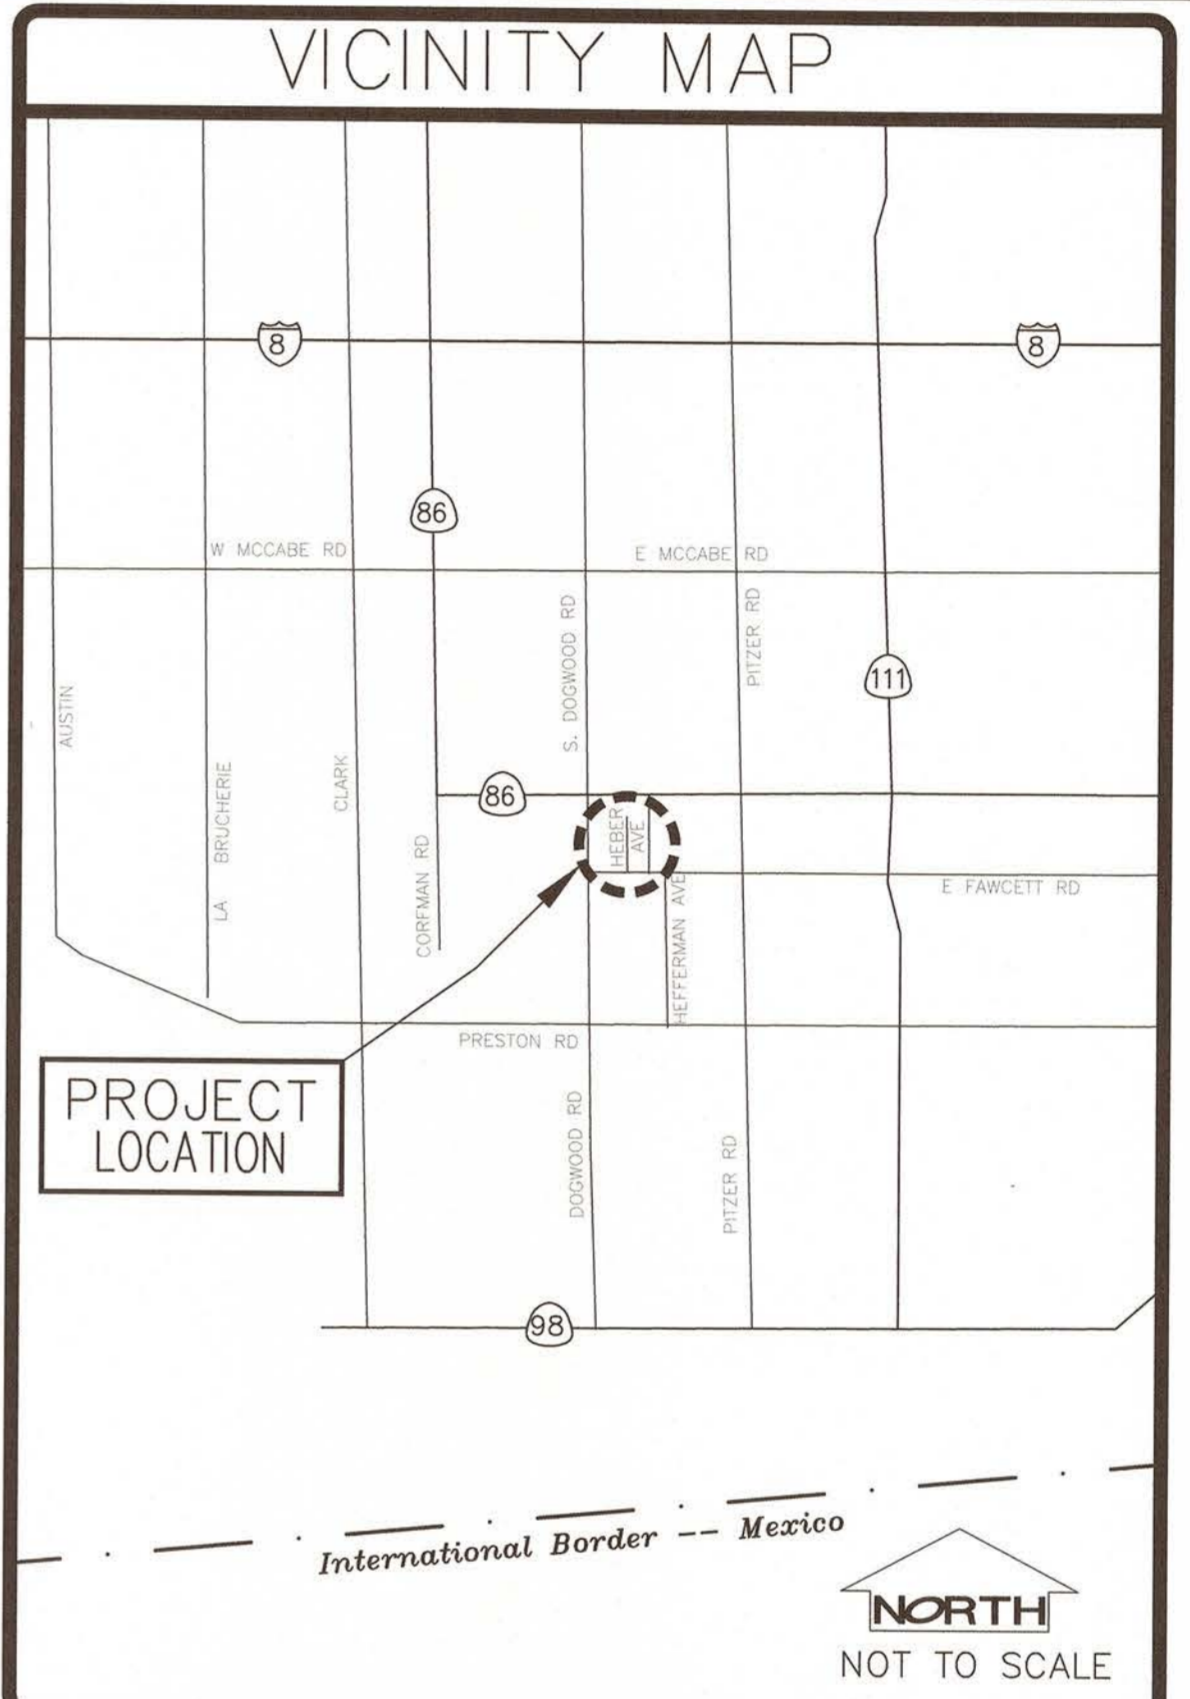 VICINITY MAP
8
8
86
W MCCABE RD
E MCCABE RD
S. DOGWOOD RD
PITZER RD
111
AUSTIN
LA BRUCHERIE
CLARK
86
CORFMAN RD
HEBER AVE
E FAWCETT RD
HEFFERMAN AVE
PRESTON RD
PROJECT
LOCATION
DOGWOOD RD
PITZER RD
98
International Border -- Mexico
NORTH
NOT TO SCALE